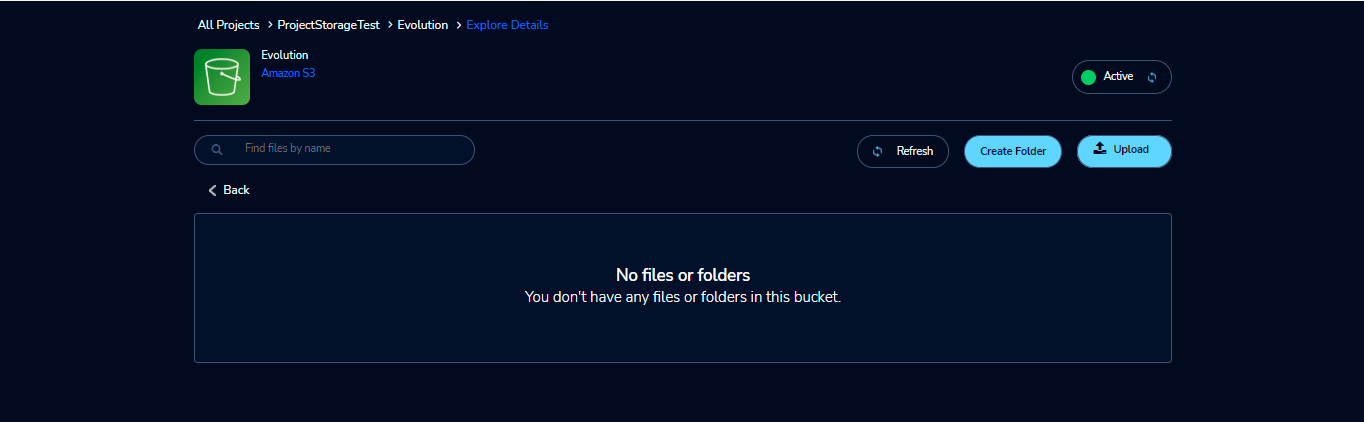 All Projects > ProjectStorageTest > Evolution > Explore Details
Evolution
Amazon S3
Active
Find files by name
Refresh
Create Folder
Upload
Back
No files or folders
You don't have any files or folders in this bucket.